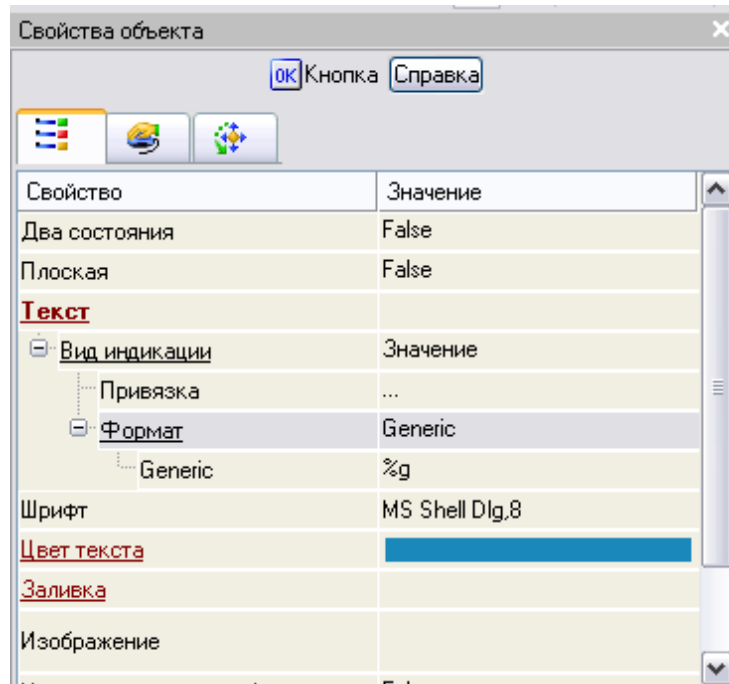 Свойства объекта
OK Кнопка Справка
Свойство Значение
Два состояния False
Плоская False
Текст
Вид индикации Значение
Привязка ...
Формат Generic
Generic %g
Шрифт MS Shell Dlg,8
Цвет текста
Заливка
Изображение